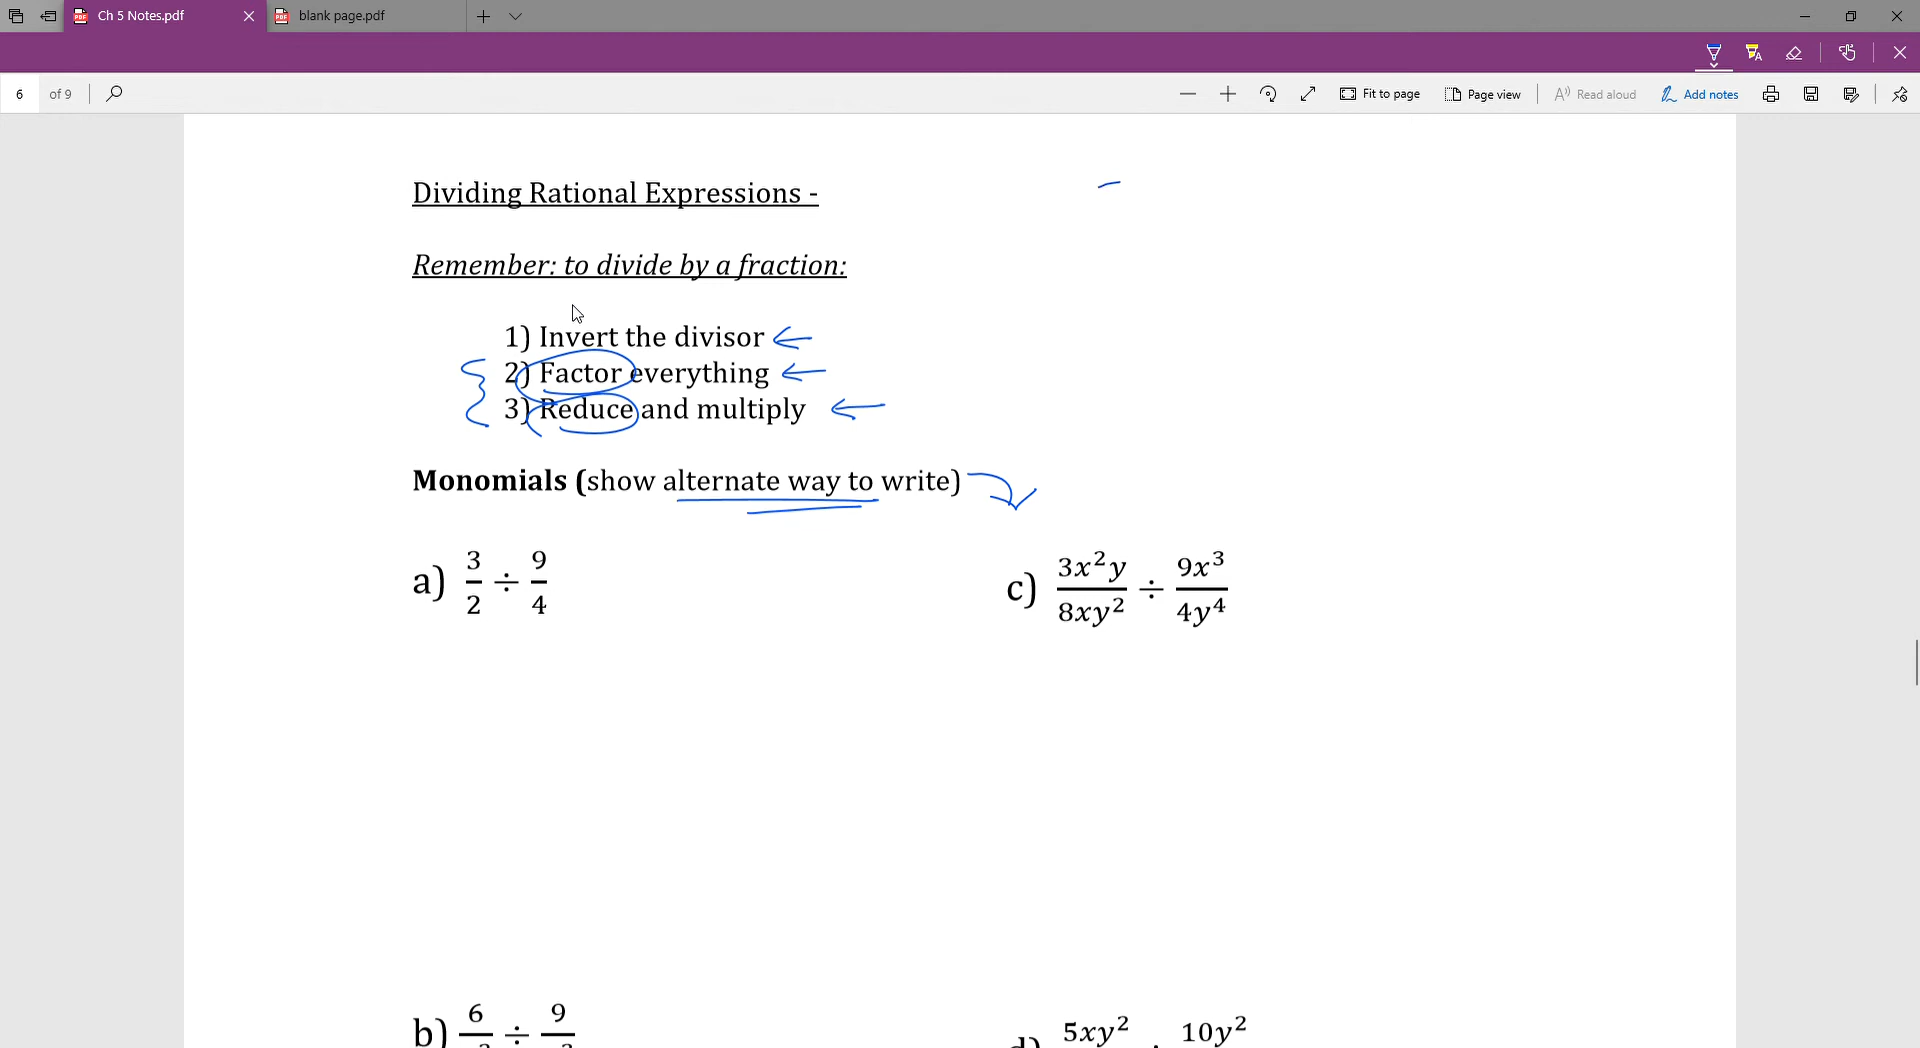 Ch 5 Notes.pdf
blank page.pdf
6 of 9
Fit to page
Page view
Read aloud
Add notes
Dividing Rational Expressions -
Remember: to divide by a fraction:
1) Invert the divisor
2) Factor everything
3) Reduce and multiply
Monomials (show alternate way to write)
a) 3/2 ÷ 9/4
c) 3x²y/8xy² ÷ 9x³/4y⁴
b) 6 ÷ 9
5xy² 10y²